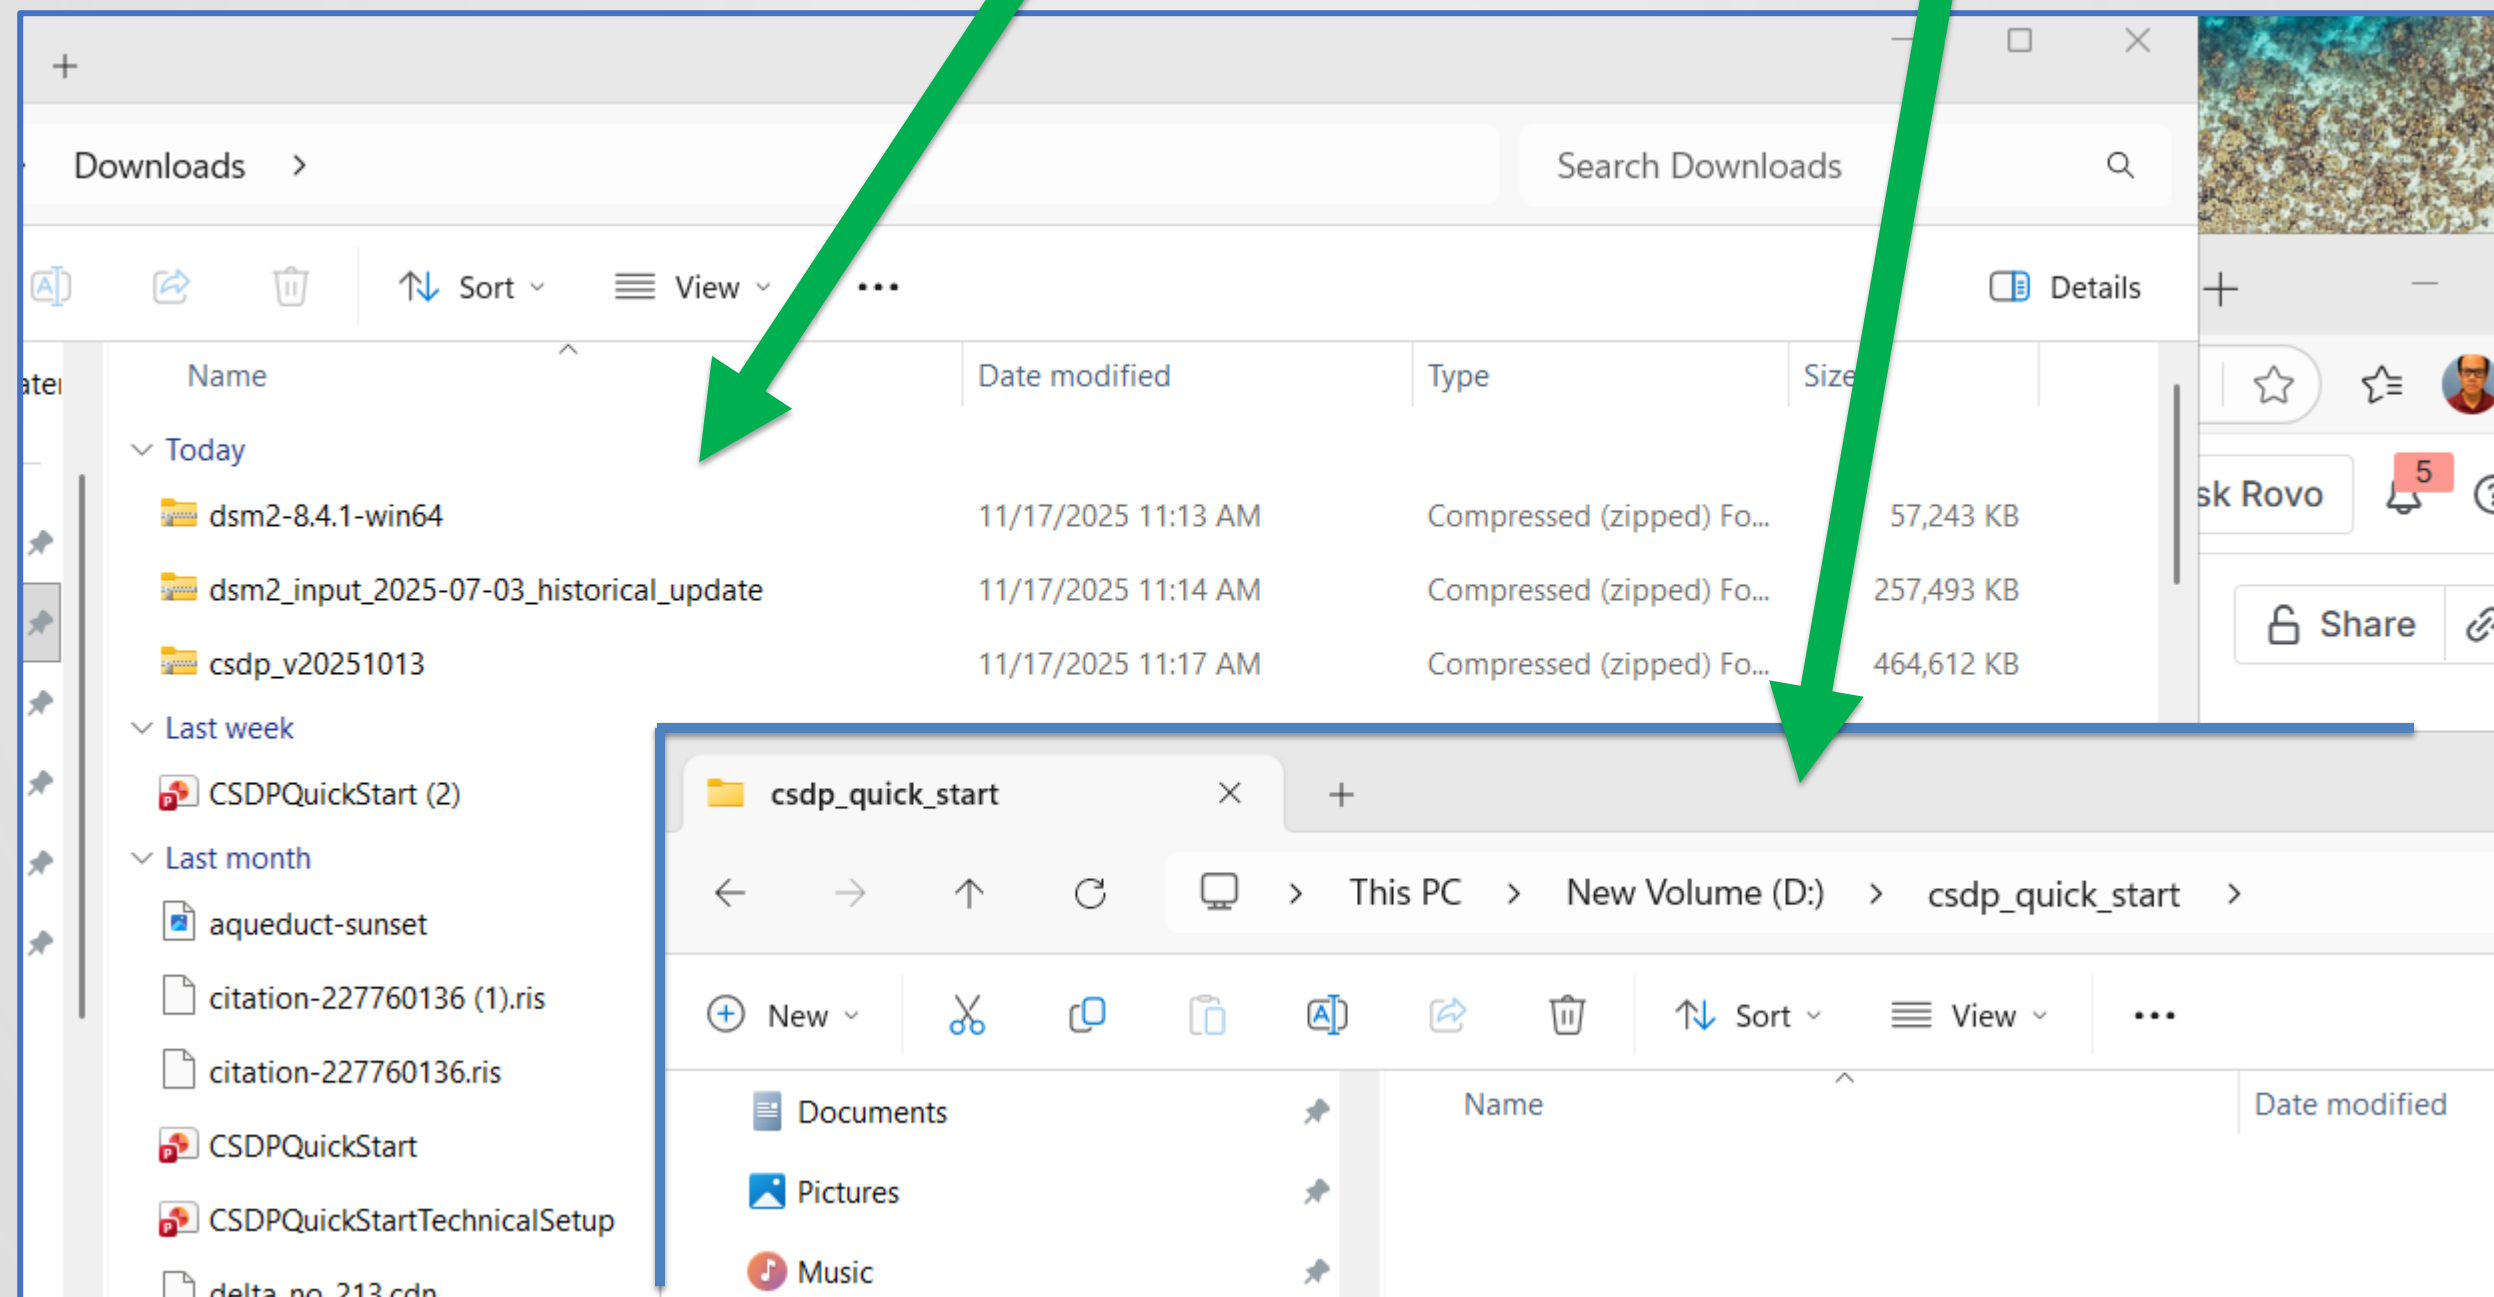 Downloads
Search Downloads
Sort
View
Details
Name
Date modified
Type
Size
Today
dsm2-8.4.1-win64 11/17/2025 11:13 AM Compressed (zipped) Fo... 57,243 KB
dsm2_input_2025-07-03_historical_update 11/17/2025 11:14 AM Compressed (zipped) Fo... 257,493 KB
csdp_v20251013 11/17/2025 11:17 AM Compressed (zipped) Fo... 464,612 KB
Last week
CSDPQuickStart (2)
Last month
aqueduct-sunset
citation-227760136 (1).ris
citation-227760136.ris
CSDPQuickStart
CSDPQuickStartTechnicalSetup
delta_no_213.cdn
sk Rovo
5
Share
csdp_quick_start
This PC > New Volume (D:) > csdp_quick_start >
New
Sort
View
Documents
Pictures
Music
Name
Date modified